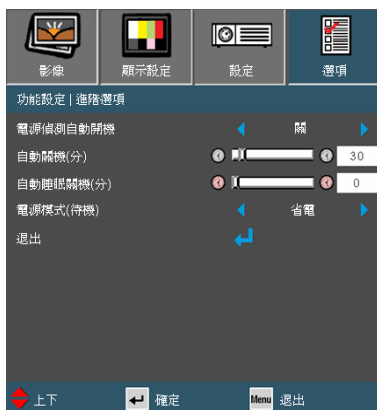 影像 顯示設定 設定 選項
功能設定 | 進階選項
電源偵測自動開機 關
自動關機(分) 30
自動睡眠關機(分) 0
電源模式(待機) 省電
退出
上下 確定 Menu 退出